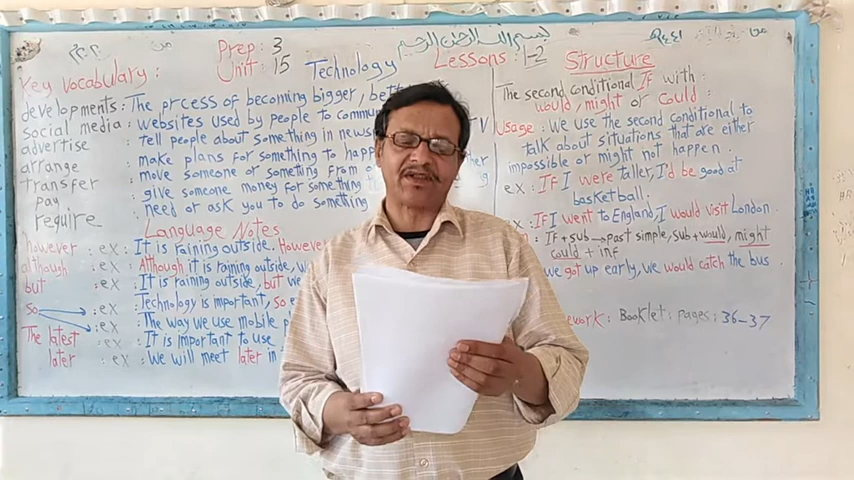 بسم الله الرحمن الرحيم
Prep : 3
Unit : 15
Technology
Lessons : 1-2
Key Vocabulary :
developments : The process of becoming bigger,
social media : websites used by people to
advertise : tell people about something in
arrange : make plans for something to
transfer : move someone or something from
pay : give someone money for something
require : need or ask you to do something
Language Notes
however : ex : It is raining outside. However
although : ex : Although it is raining outside,
but : ex : It is raining outside, but
so : ex : Technology is important, so
ex : The way we use mobile
The latest : ex : It is important to use
later : ex : We will meet later in
Structure
The second conditional IF with :
would, might or could :
Usage : we use the second conditional to
talk about situations that are either
impossible or might not happen .
ex : If I were taller, I'd be good at
basketball .
If I went to England, I would visit London
If + sub → past simple, sub + would, might
could + inf
we got up early, we would catch the bus
Booklet : pages : 36-37